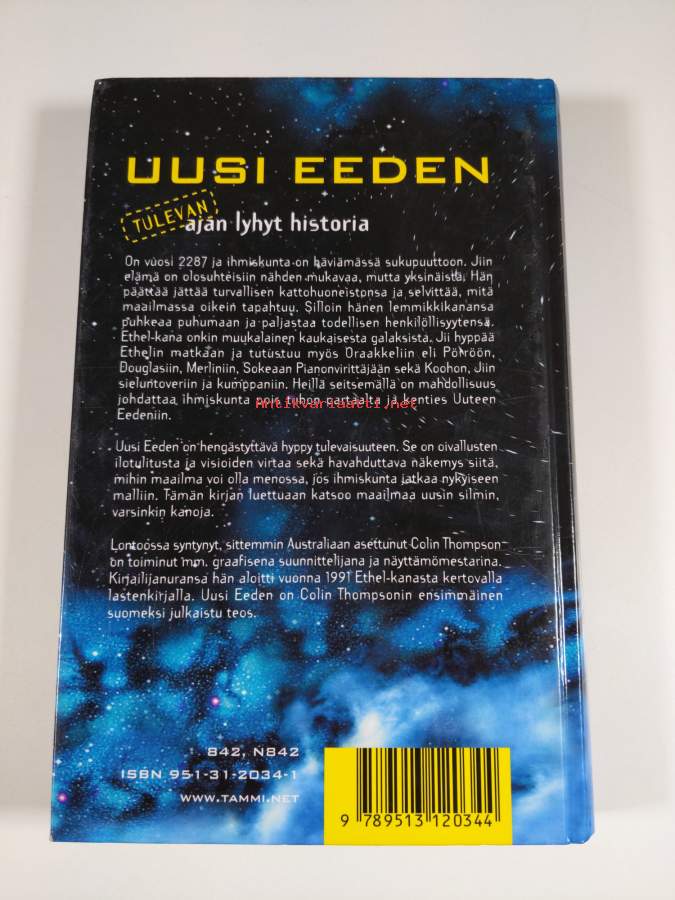 UUSI EEDEN
TULEVAN ajan lyhyt historia
On vuosi 2287 ja ihmiskunta on häviämässä sukupuuttoon. Jiin
elämä on olosuhteisiin nähden mukavaa, mutta yksinäistä. Hän
päättää jättää turvallisen kattohuoneistonsa ja selvittää, mitä
maailmassa oikein tapahtuu. Silloin hänen lemmikkikanansa
puhkeaa puhumaan ja paljastaa todellisen henkilöllisyytensä.
Ethel-kana onkin muukalainen kaukaisesta galaksista. Jii hyppää
Ethelin matkaan ja tutustuu myös Oraakkeliin eli Pörröön,
Douglasiin, Merliniin, Sokeaan Pianonvirittäjään sekä Koohon, Jiin
sieluntoveriin ja kumppaniin. Heillä seitsemällä on mahdollisuus
johdattaa ihmiskunta pois tuhon partaalta ja kenties Uuteen
Antikvariaatti.net
Eedeniin.
Uusi Eeden on hengästyttävä hyppy tulevaisuuteen. Se on oivallusten
ilotulitusta ja visioiden virtaa sekä havahduttava näkemys siitä,
mihin maailma voi olla menossa, jos ihmiskunta jatkaa nykyiseen
malliin. Tämän kirjan luettuaan katsoo maailmaa uusin silmin,
varsinkin kanoja.
Lontoossa syntynyt, sittemmin Australiaan asettunut Colin Thompson
on toiminut mm. graafisena suunnittelijana ja näyttämömestarina.
Kirjailijanuransa hän aloitti vuonna 1991 Ethel-kanasta kertovalla
lastenkirjalla. Uusi Eeden on Colin Thompsonin ensimmäinen
suomeksi julkaistu teos.
842, N842
ISBN 951-31-2034-1
WWW.TAMMI.NET
9 789513 120344